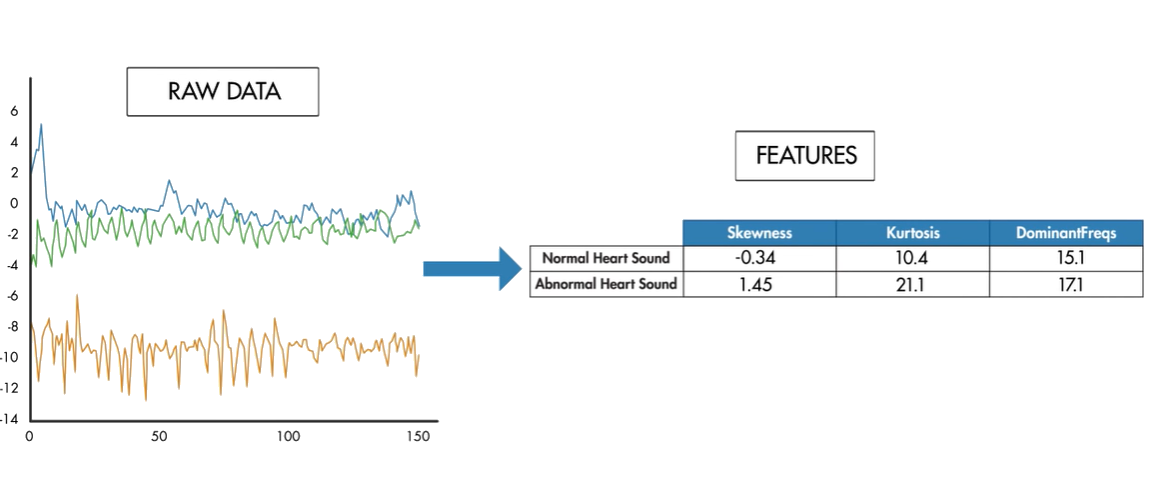 RAW DATA
6
4
2
0
-2
-4
-6
-8
-10
-12
-14
0 50 100 150
FEATURES
Skewness Kurtosis DominantFreqs
Normal Heart Sound -0.34 10.4 15.1
Abnormal Heart Sound 1.45 21.1 17.1